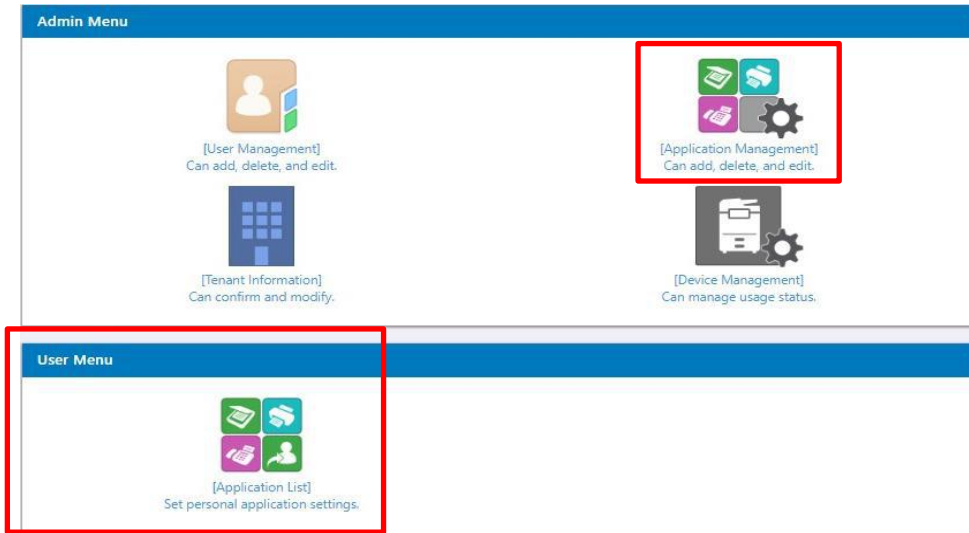 Admin Menu
[User Management]
Can add, delete, and edit.
[Application Management]
Can add, delete, and edit.
[Tenant Information]
Can confirm and modify.
[Device Management]
Can manage usage status.
User Menu
[Application List]
Set personal application settings.